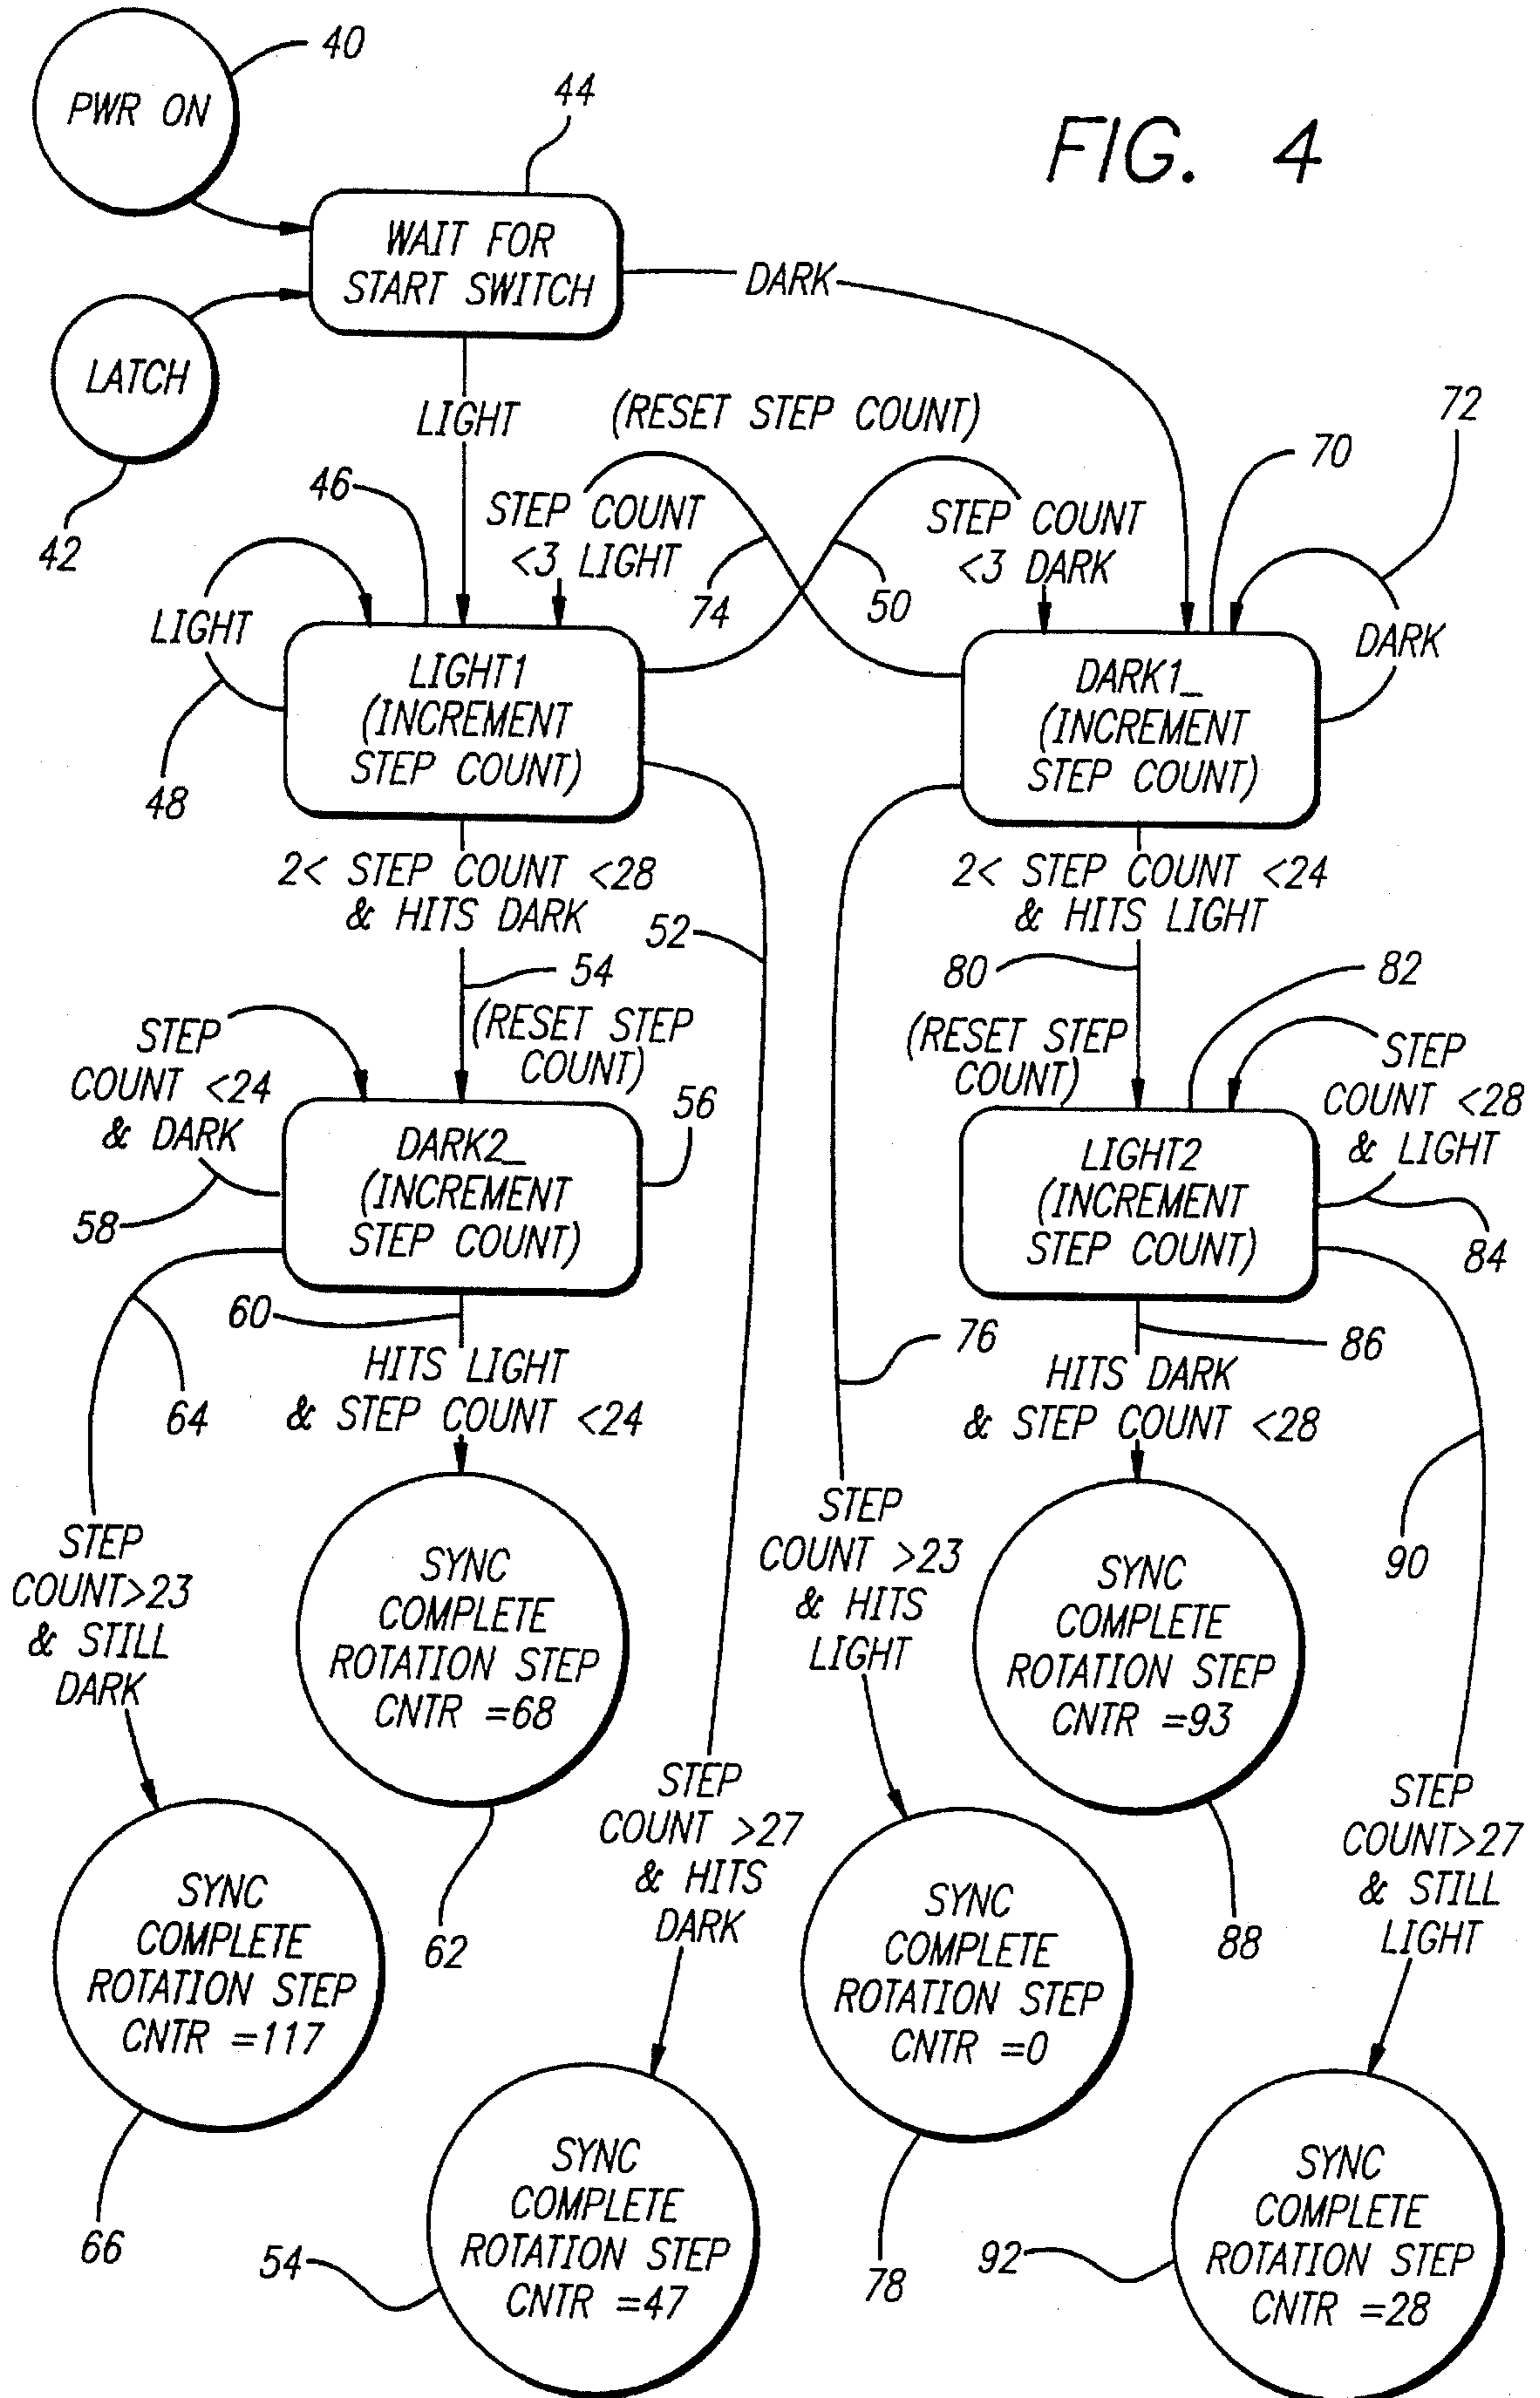 FIG. 4
40
PWR ON
44
WAIT FOR
START SWITCH
DARK
LATCH
42
LIGHT
(RESET STEP COUNT)
72
70
46
STEP COUNT
<3 LIGHT
STEP COUNT
<3 DARK
74
50
LIGHT
48
DARK
LIGHT1
(INCREMENT
STEP COUNT)
DARK1_
(INCREMENT
STEP COUNT)
2< STEP COUNT <28
& HITS DARK
52
2< STEP COUNT <24
& HITS LIGHT
54
(RESET STEP
COUNT)
80
(RESET STEP
COUNT)
82
STEP
COUNT <24
& DARK
58
56
STEP
COUNT <28
& LIGHT
84
DARK2_
(INCREMENT
STEP COUNT)
LIGHT2
(INCREMENT
STEP COUNT)
60
64
HITS LIGHT
& STEP COUNT <24
76
86
HITS DARK
& STEP COUNT <28
90
STEP
COUNT>23
& STILL
DARK
SYNC
COMPLETE
ROTATION STEP
CNTR =68
62
STEP
COUNT >23
& HITS
LIGHT
SYNC
COMPLETE
ROTATION STEP
CNTR =93
88
STEP
COUNT >27
& HITS
DARK
STEP
COUNT>27
& STILL
LIGHT
SYNC
COMPLETE
ROTATION STEP
CNTR =117
66
SYNC
COMPLETE
ROTATION STEP
CNTR =0
78
SYNC
COMPLETE
ROTATION STEP
CNTR =47
54
SYNC
COMPLETE
ROTATION STEP
CNTR =28
92